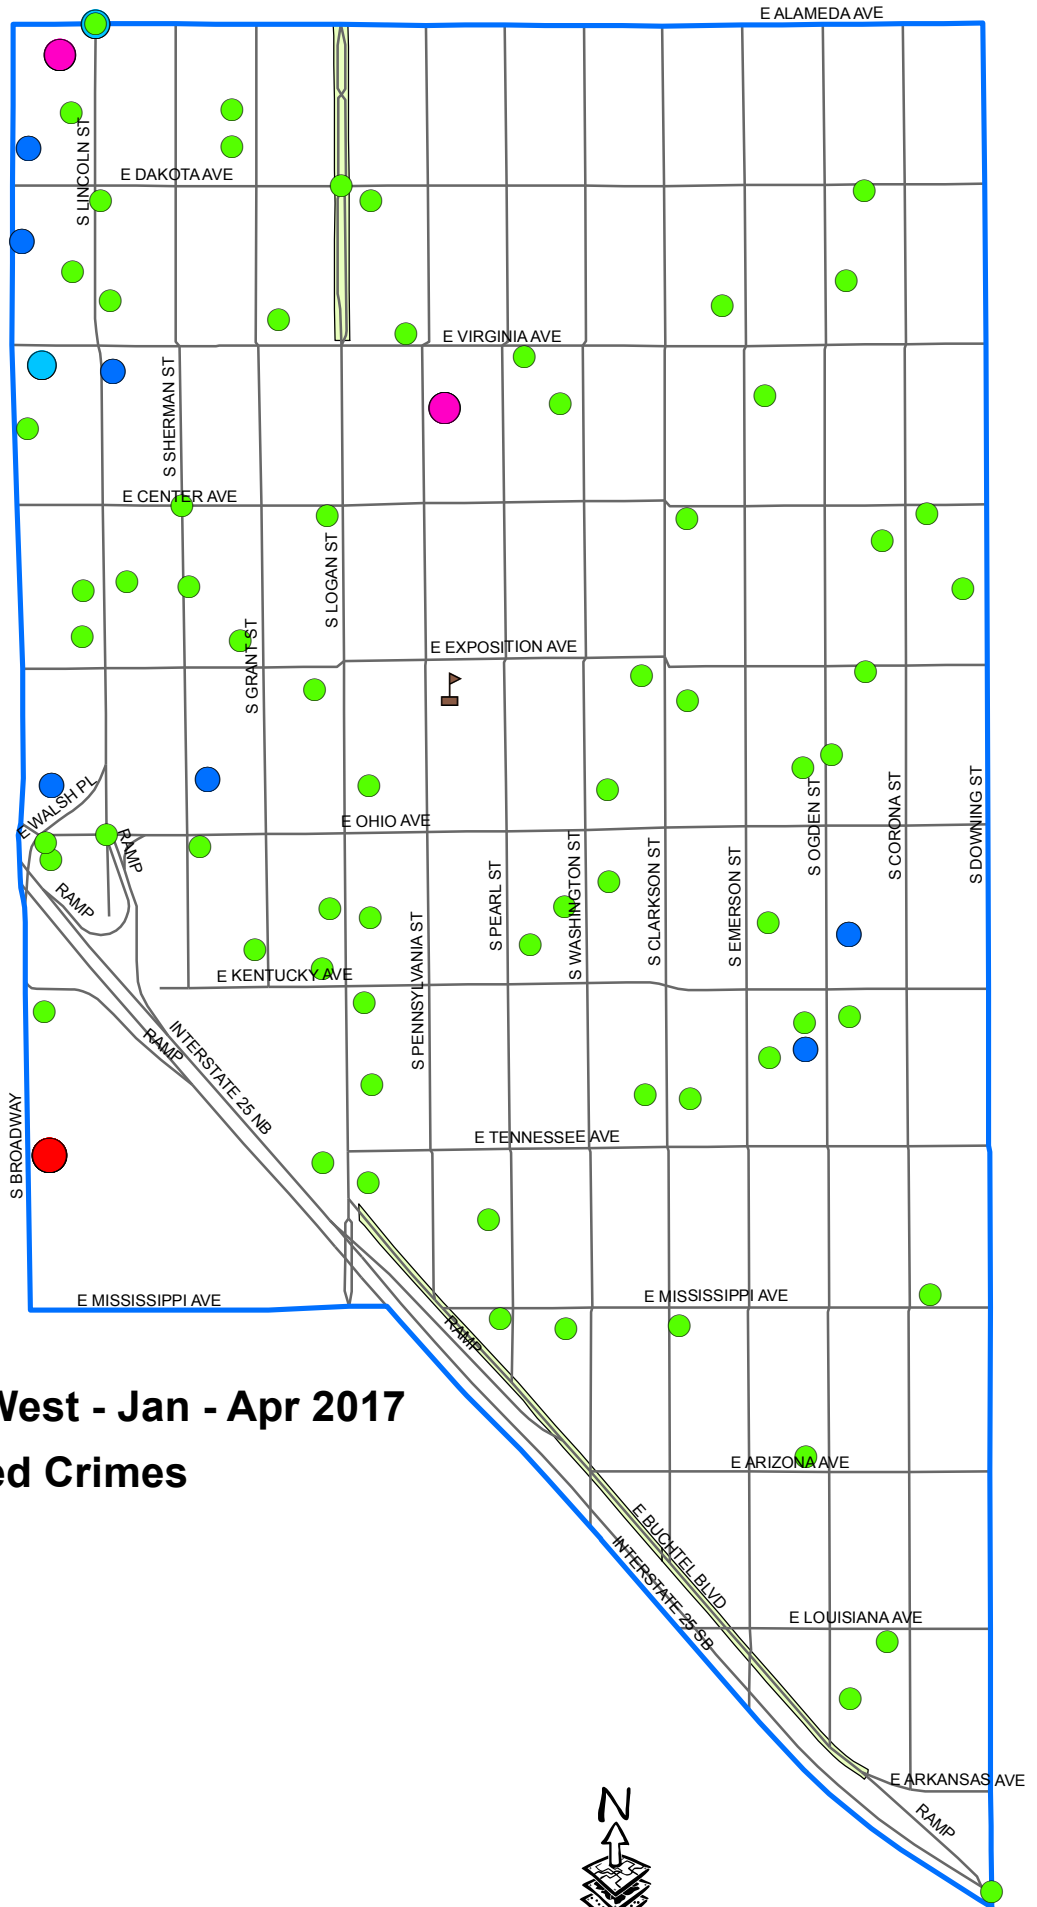 E ALAMEDA AVE
S LINCOLN ST
E DAKOTA AVE
E VIRGINIA AVE
S SHERMAN ST
E CENTER AVE
S LOGAN ST
S GRANT ST
E EXPOSITION AVE
E WALSH PL
E OHIO AVE
RAMP
RAMP
S PEARL ST
S WASHINGTON ST
S CLARKSON ST
S EMERSON ST
S OGDEN ST
S CORONA ST
S DOWNING ST
S PENNSYLVANIA ST
E KENTUCKY AVE
RAMP
INTERSTATE 25 NB
S BROADWAY
E TENNESSEE AVE
E MISSISSIPPI AVE
E MISSISSIPPI AVE
RAMP
West - Jan - Apr 2017
ed Crimes
E ARIZONA AVE
E BUCHTEL BLVD
INTERSTATE 25 SB
E LOUISIANA AVE
E ARKANSAS AVE
RAMP
N